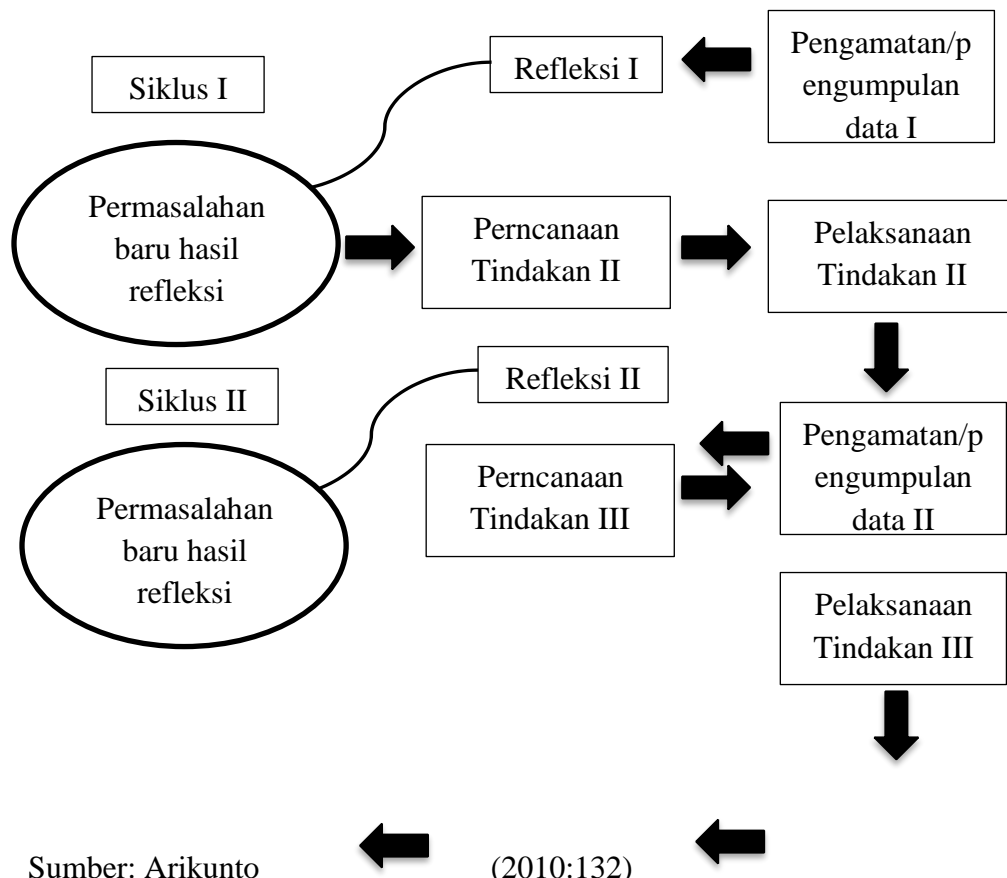 Siklus I
Refleksi I
Pengamatan/p
engumpulan
data I
Permasalahan
baru hasil
refleksi
Perncanaan
Tindakan II
Pelaksanaan
Tindakan II
Siklus II
Refleksi II
Pengamatan/p
engumpulan
data II
Permasalahan
baru hasil
refleksi
Perncanaan
Tindakan III
Pelaksanaan
Tindakan III
Sumber: Arikunto (2010:132)